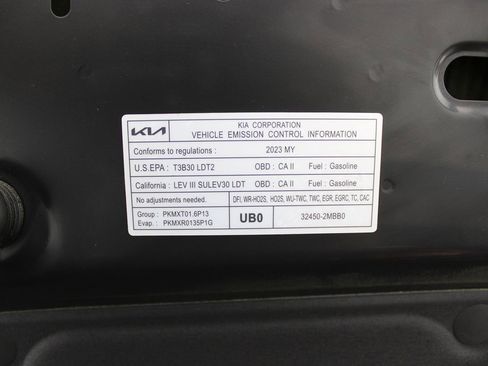 KIA
KIA CORPORATION
VEHICLE EMISSION CONTROL INFORMATION
Conforms to regulations : 2023 MY
U.S.EPA : T3B30 LDT2 OBD : CA II Fuel : Gasoline
California : LEV III SULEV30 LDT OBD : CA II Fuel : Gasoline
No adjustments needed. DFI, WR-HO2S, HO2S, WU-TWC, TWC, EGR, EGRC, TC, CAC
Group : PKMXT01.6P13
Evap. : PKMXR0135P1G
UB0
32450-2MBB0